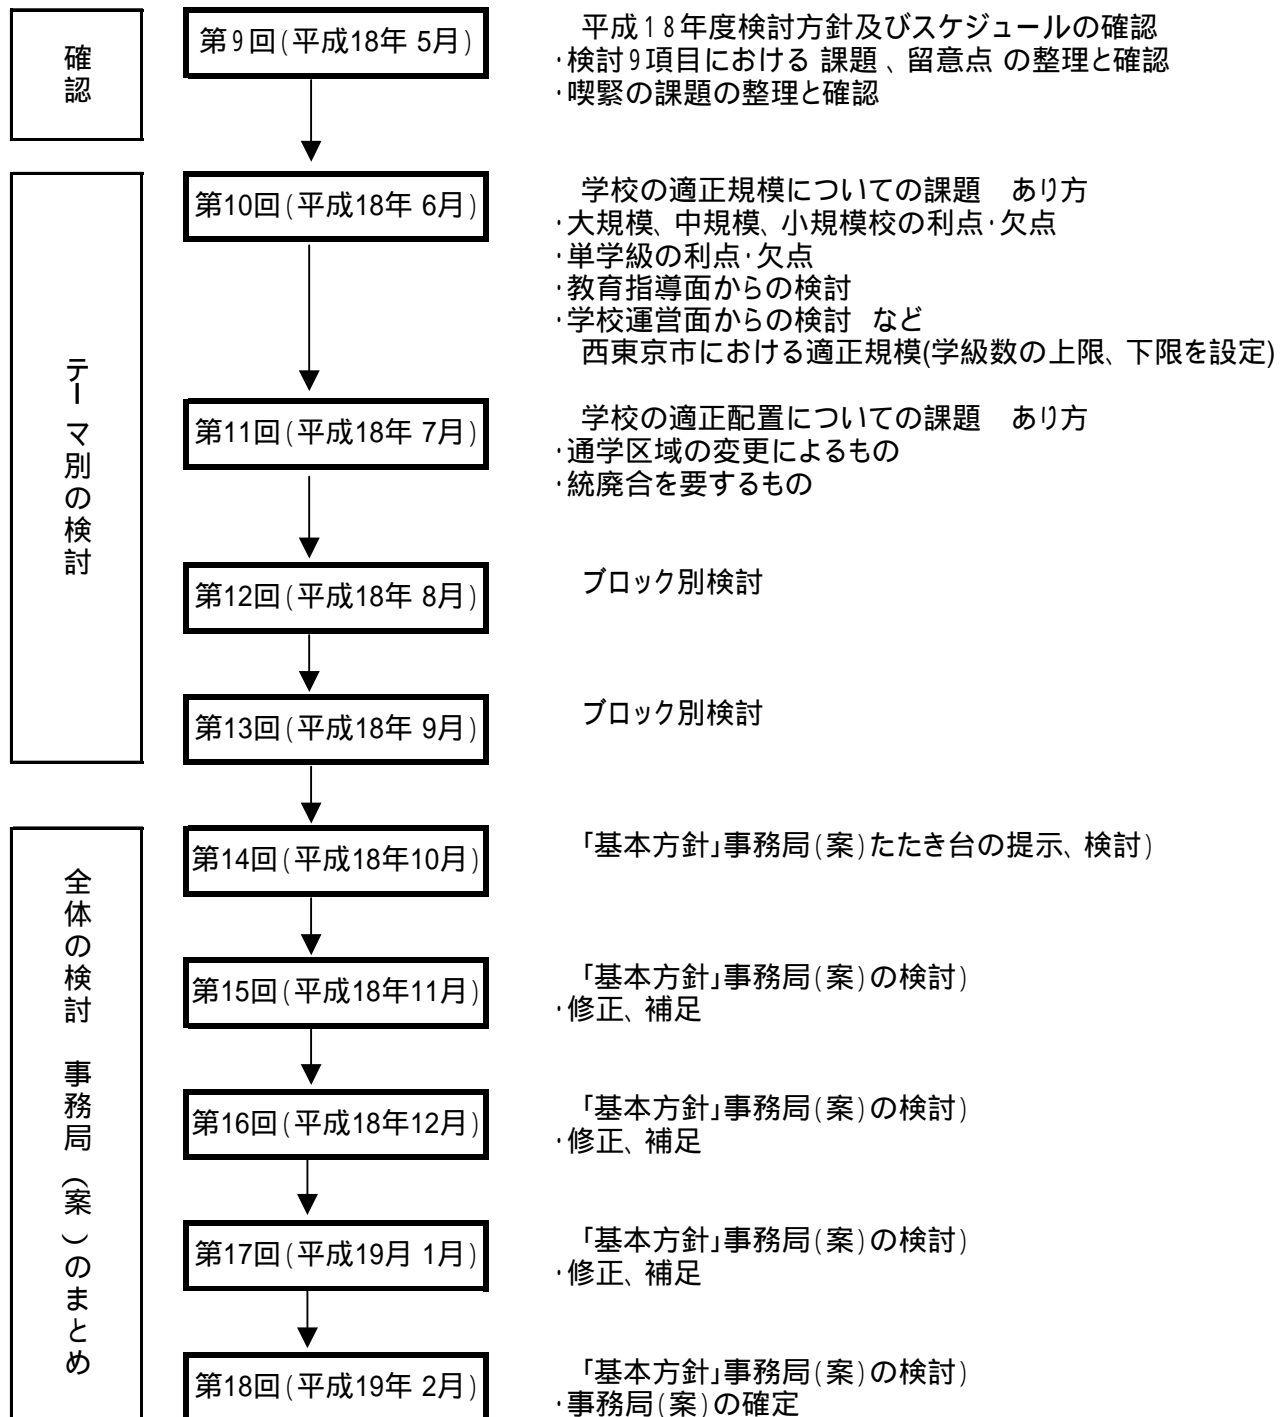 確認
第9回(平成18年 5月)
平成18年度検討方針及びスケジュールの確認
・検討9項目における 課題 、留意点 の整理と確認
・喫緊の課題の整理と確認
テーマ別の検討
第10回(平成18年 6月)
学校の適正規模についての課題　あり方
・大規模、中規模、小規模校の利点・欠点
・単学級の利点・欠点
・教育指導面からの検討
・学校運営面からの検討　など
西東京市における適正規模(学級数の上限、下限を設定)
第11回(平成18年 7月)
学校の適正配置についての課題　あり方
・通学区域の変更によるもの
・統廃合を要するもの
第12回(平成18年 8月)
ブロック別検討
第13回(平成18年 9月)
ブロック別検討
全体の検討　事務局（案）のまとめ
第14回(平成18年10月)
「基本方針」事務局(案)たたき台の提示、検討)
第15回(平成18年11月)
「基本方針」事務局(案)の検討)
・修正、補足
第16回(平成18年12月)
「基本方針」事務局(案)の検討)
・修正、補足
第17回(平成19月 1月)
「基本方針」事務局(案)の検討)
・修正、補足
第18回(平成19年 2月)
「基本方針」事務局(案)の検討)
・事務局(案)の確定